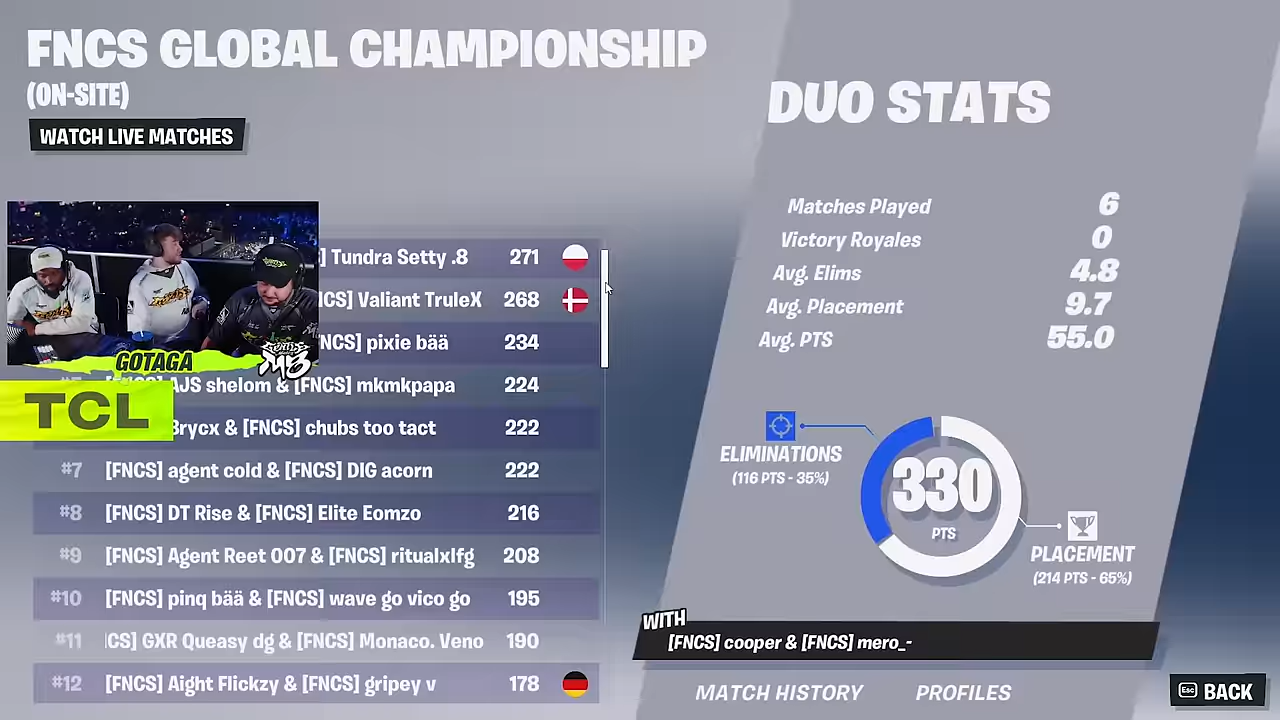 FNCS GLOBAL CHAMPIONSHIP
(ON-SITE)
WATCH LIVE MATCHES
] Tundra Setty .8 271
NCS] Valiant TruleX 268
NCS] pixie bää 234
AJS shelom & [FNCS] mkmkpapa 224
Brycx & [FNCS] chubs too tact 222
#7 [FNCS] agent cold & [FNCS] DIG acorn 222
#8 [FNCS] DT Rise & [FNCS] Elite Eomzo 216
#9 [FNCS] Agent Reet 007 & [FNCS] ritualxlfg 208
#10 [FNCS] pinq bää & [FNCS] wave go vico go 195
#11 ICS] GXR Queasy dg & [FNCS] Monaco. Veno 190
#12 [FNCS] Aight Flickzy & [FNCS] gripey v 178
GOTAGA
M8
TCL
DUO STATS
Matches Played 6
Victory Royales 0
Avg. Elims 4.8
Avg. Placement 9.7
Avg. PTS 55.0
ELIMINATIONS
(116 PTS - 35%)
330
PTS
PLACEMENT
(214 PTS - 65%)
WITH
[FNCS] cooper & [FNCS] mero_-
MATCH HISTORY
PROFILES
Esc BACK